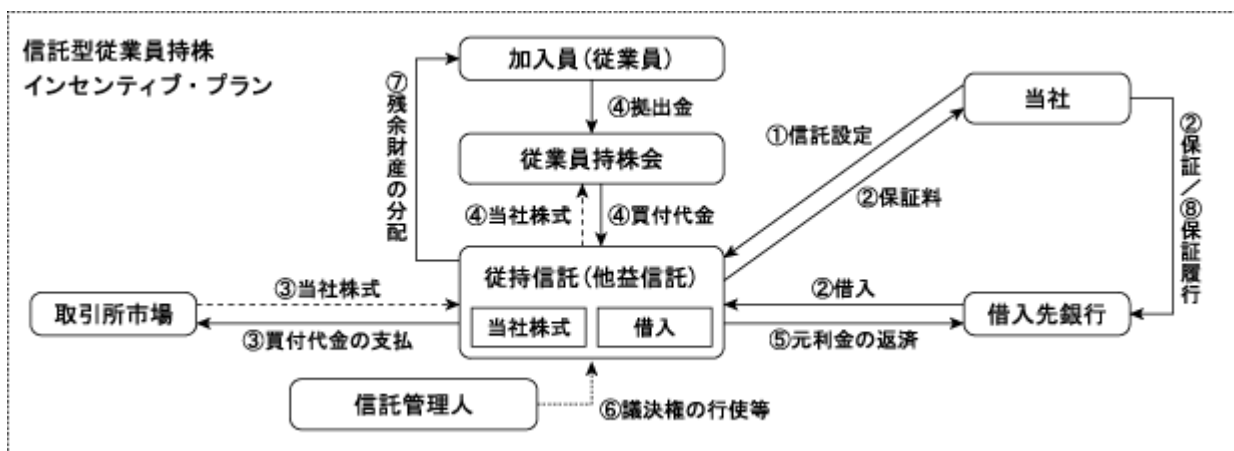 信託型従業員持株
インセンティブ・プラン
加入員(従業員)
当社
⑦残余財産の分配
④拠出金
①信託設定
②保証/⑧保証履行
従業員持株会
②保証料
④当社株式
④買付代金
従持信託(他益信託)
③当社株式
②借入
取引所市場
当社株式
借入
借入先銀行
③買付代金の支払
⑤元利金の返済
信託管理人
⑥議決権の行使等